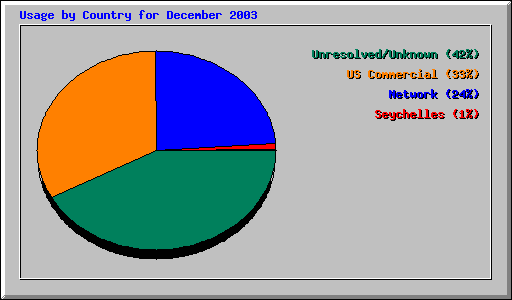 Usage by Country for December 2003
Unresolved/Unknown (42%)
US Commercial (33%)
Network (24%)
Seychelles (1%)